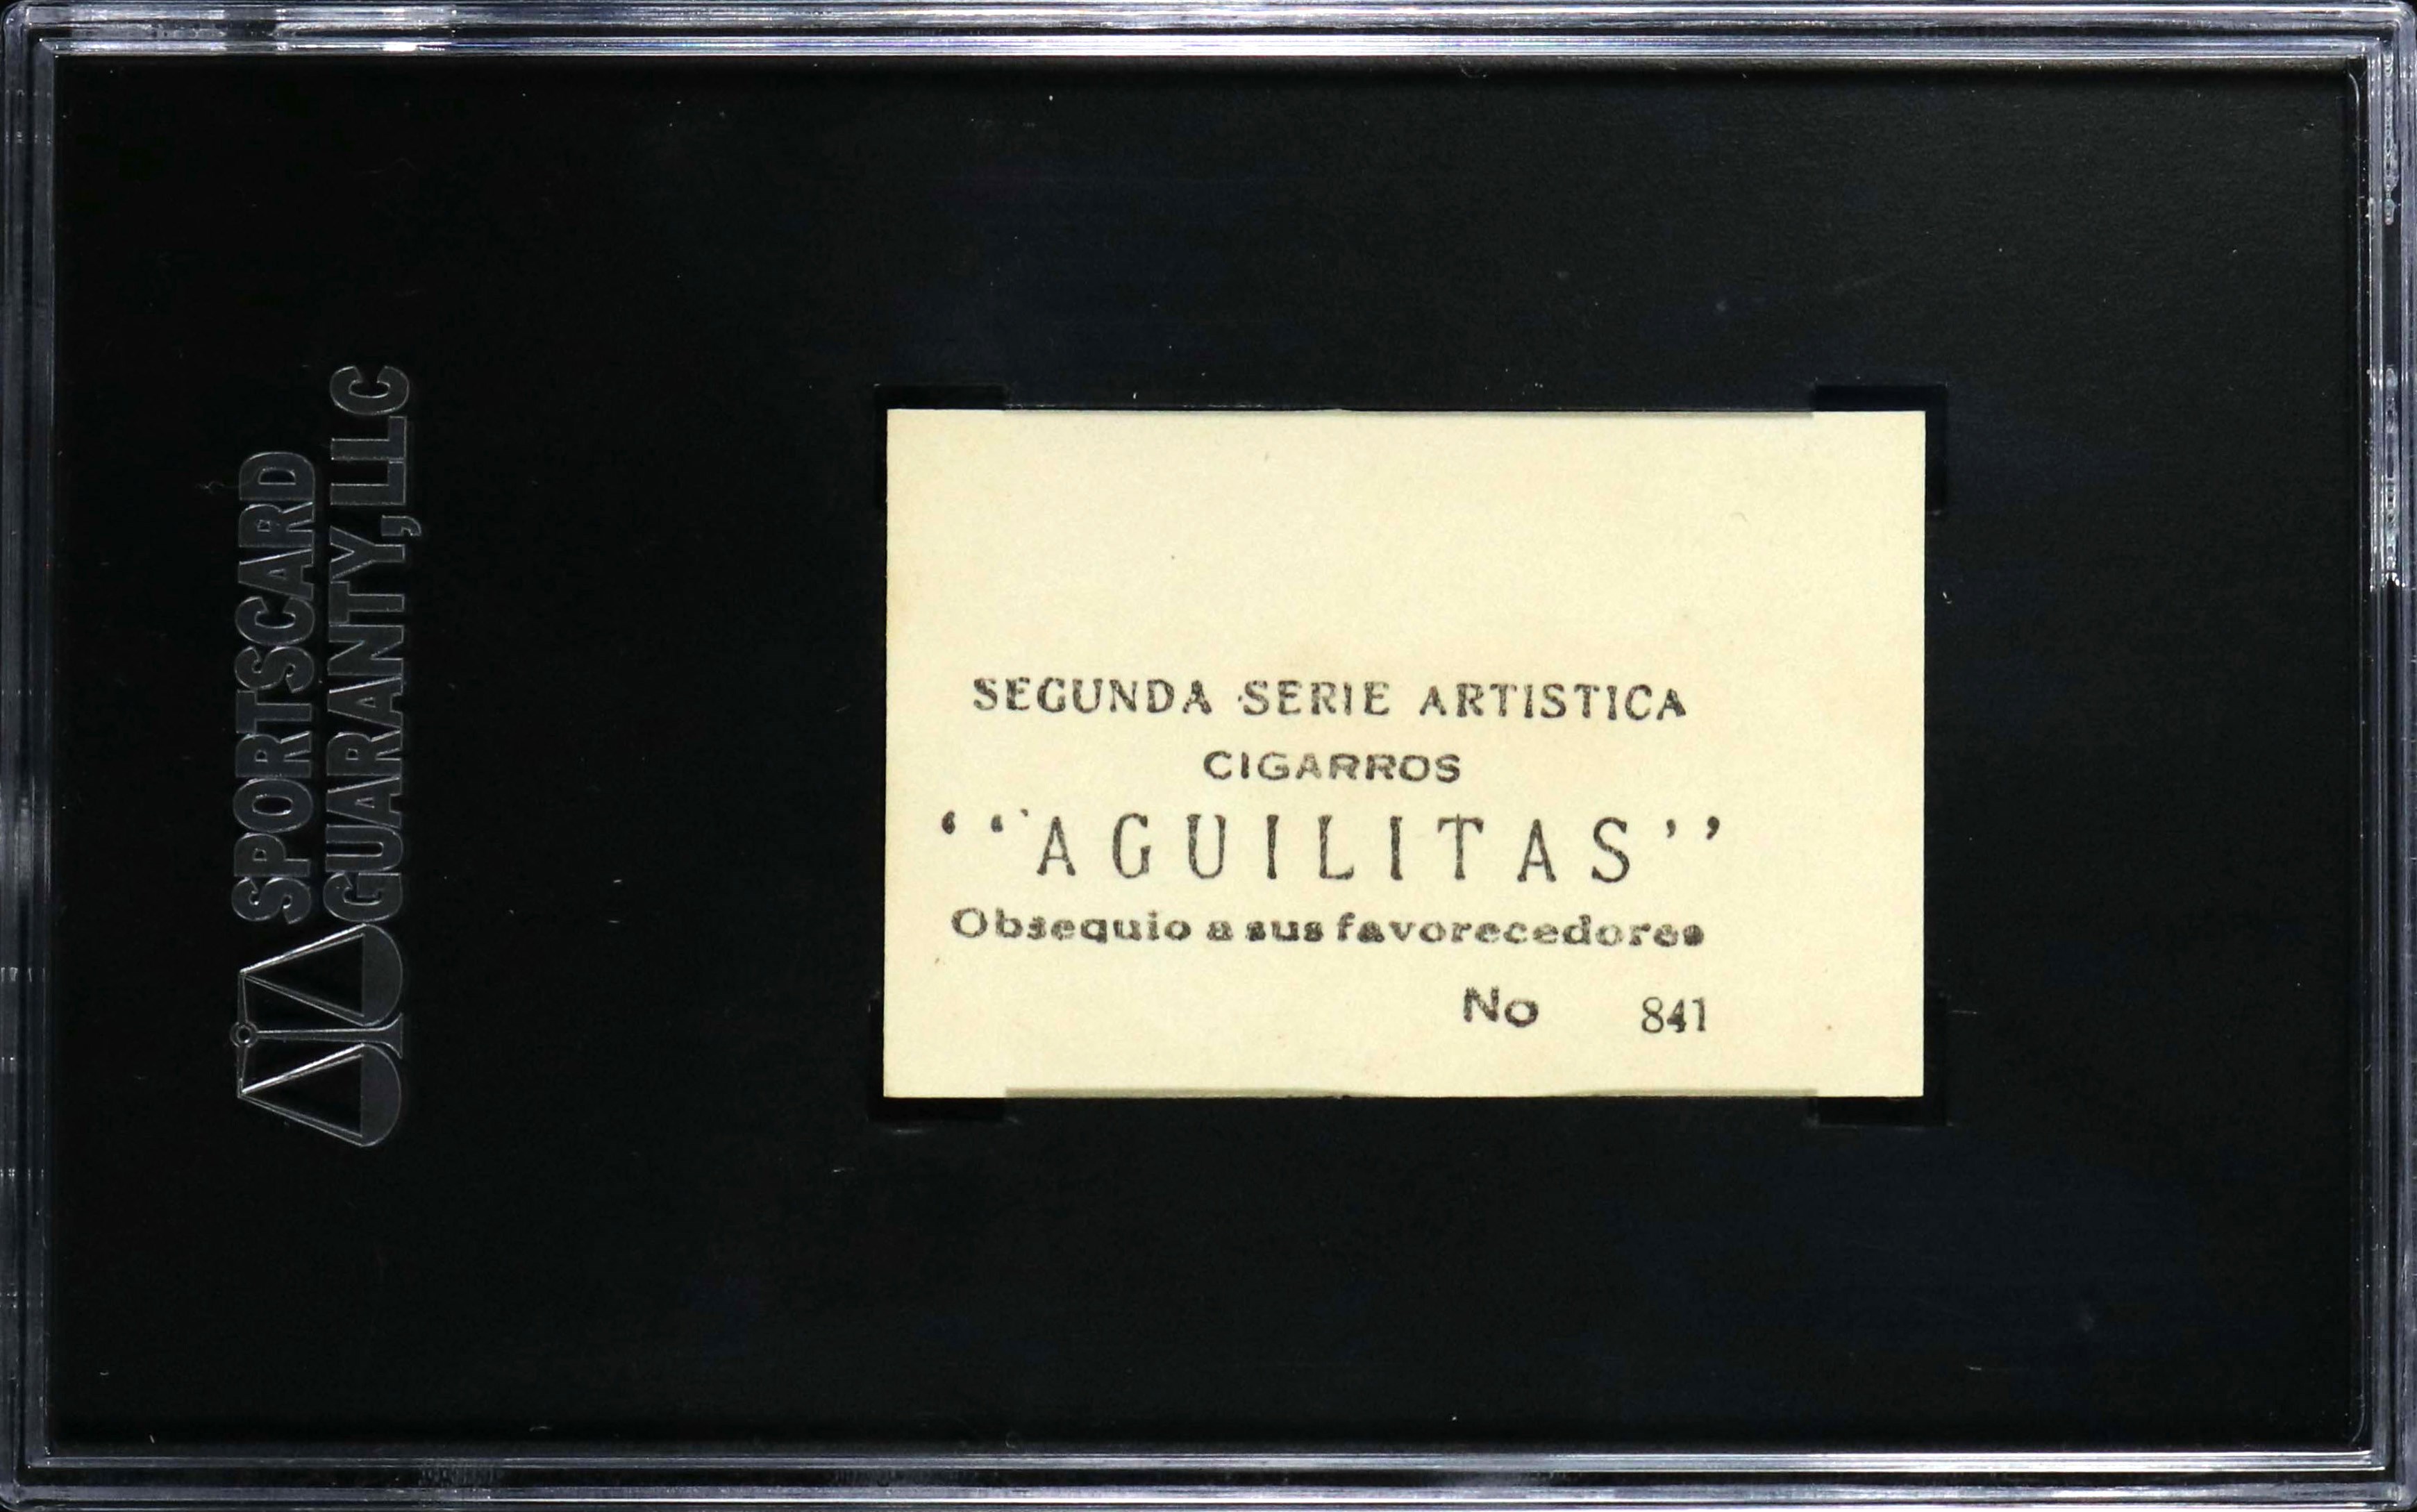 SPORTSCARD
GUARANTY, LLC
SEGUNDA SERIE ARTISTICA
CIGARROS
“AGUILITAS”
Obsequio a sus favorecedores
No 841